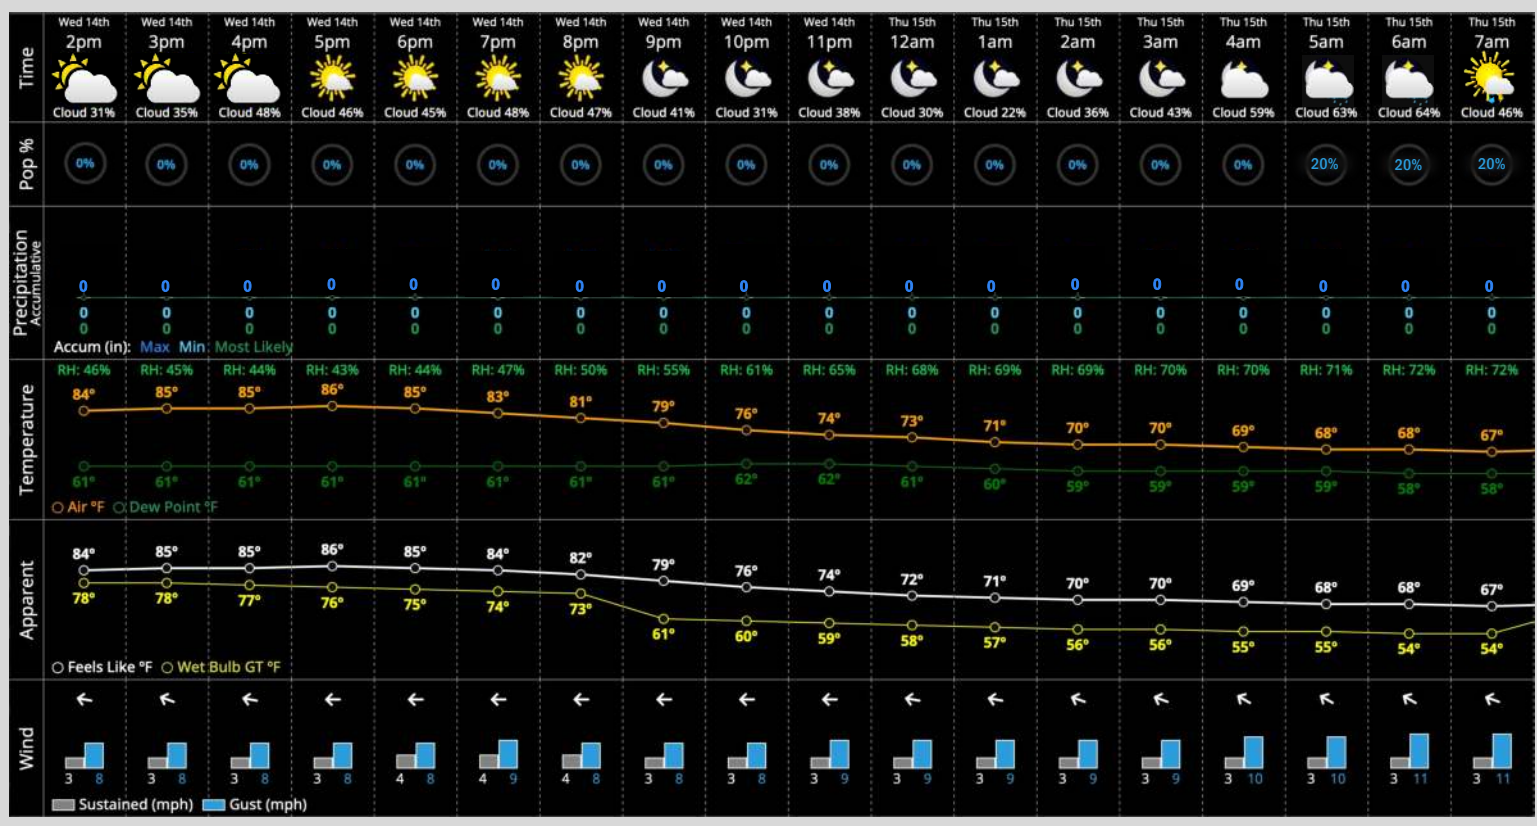 Wed 14th Wed 14th Wed 14th Wed 14th Wed 14th Wed 14th Wed 14th Wed 14th Wed 14th Wed 14th Thu 15th Thu 15th Thu 15th Thu 15th Thu 15th Thu 15th Thu 15th Thu 15th
2pm 3pm 4pm 5pm 6pm 7pm 8pm 9pm 10pm 11pm 12am 1am 2am 3am 4am 5am 6am 7am
Time
Cloud 31% Cloud 35% Cloud 48% Cloud 46% Cloud 45% Cloud 48% Cloud 47% Cloud 41% Cloud 31% Cloud 38% Cloud 30% Cloud 22% Cloud 36% Cloud 43% Cloud 59% Cloud 63% Cloud 64% Cloud 46%
Pop %
0% 0% 0% 0% 0% 0% 0% 0% 0% 0% 0% 0% 0% 0% 0% 20% 20% 20%
Precipitation
Accumulative
0 0 0 0 0 0 0 0 0 0 0 0 0 0 0 0 0 0
0 0 0 0 0 0 0 0 0 0 0 0 0 0 0 0 0 0
0 0 0 0 0 0 0 0 0 0 0 0 0 0 0 0 0 0
Accum (in): Max Min Most Likely
Temperature
RH: 46% RH: 45% RH: 44% RH: 43% RH: 44% RH: 47% RH: 50% RH: 55% RH: 61% RH: 65% RH: 68% RH: 69% RH: 69% RH: 70% RH: 70% RH: 71% RH: 72% RH: 72%
84° 85° 85° 86° 85° 83° 81° 79° 76° 74° 73° 71° 70° 70° 69° 68° 68° 67°
61° 61° 61° 61° 61° 61° 61° 61° 62° 62° 61° 60° 59° 59° 59° 59° 58° 58°
Air °F Dew Point °F
Apparent
84° 85° 85° 86° 85° 84° 82° 79° 76° 74° 72° 71° 70° 70° 69° 68° 68° 67°
78° 78° 77° 76° 75° 74° 73° 61° 60° 59° 58° 57° 56° 56° 55° 55° 54° 54°
Feels Like °F Wet Bulb GT °F
Wind
3 8 3 8 3 8 3 8 4 8 4 9 4 8 3 8 3 8 3 9 3 9 3 9 3 9 3 9 3 10 3 10 3 11 3 11
Sustained (mph) Gust (mph)